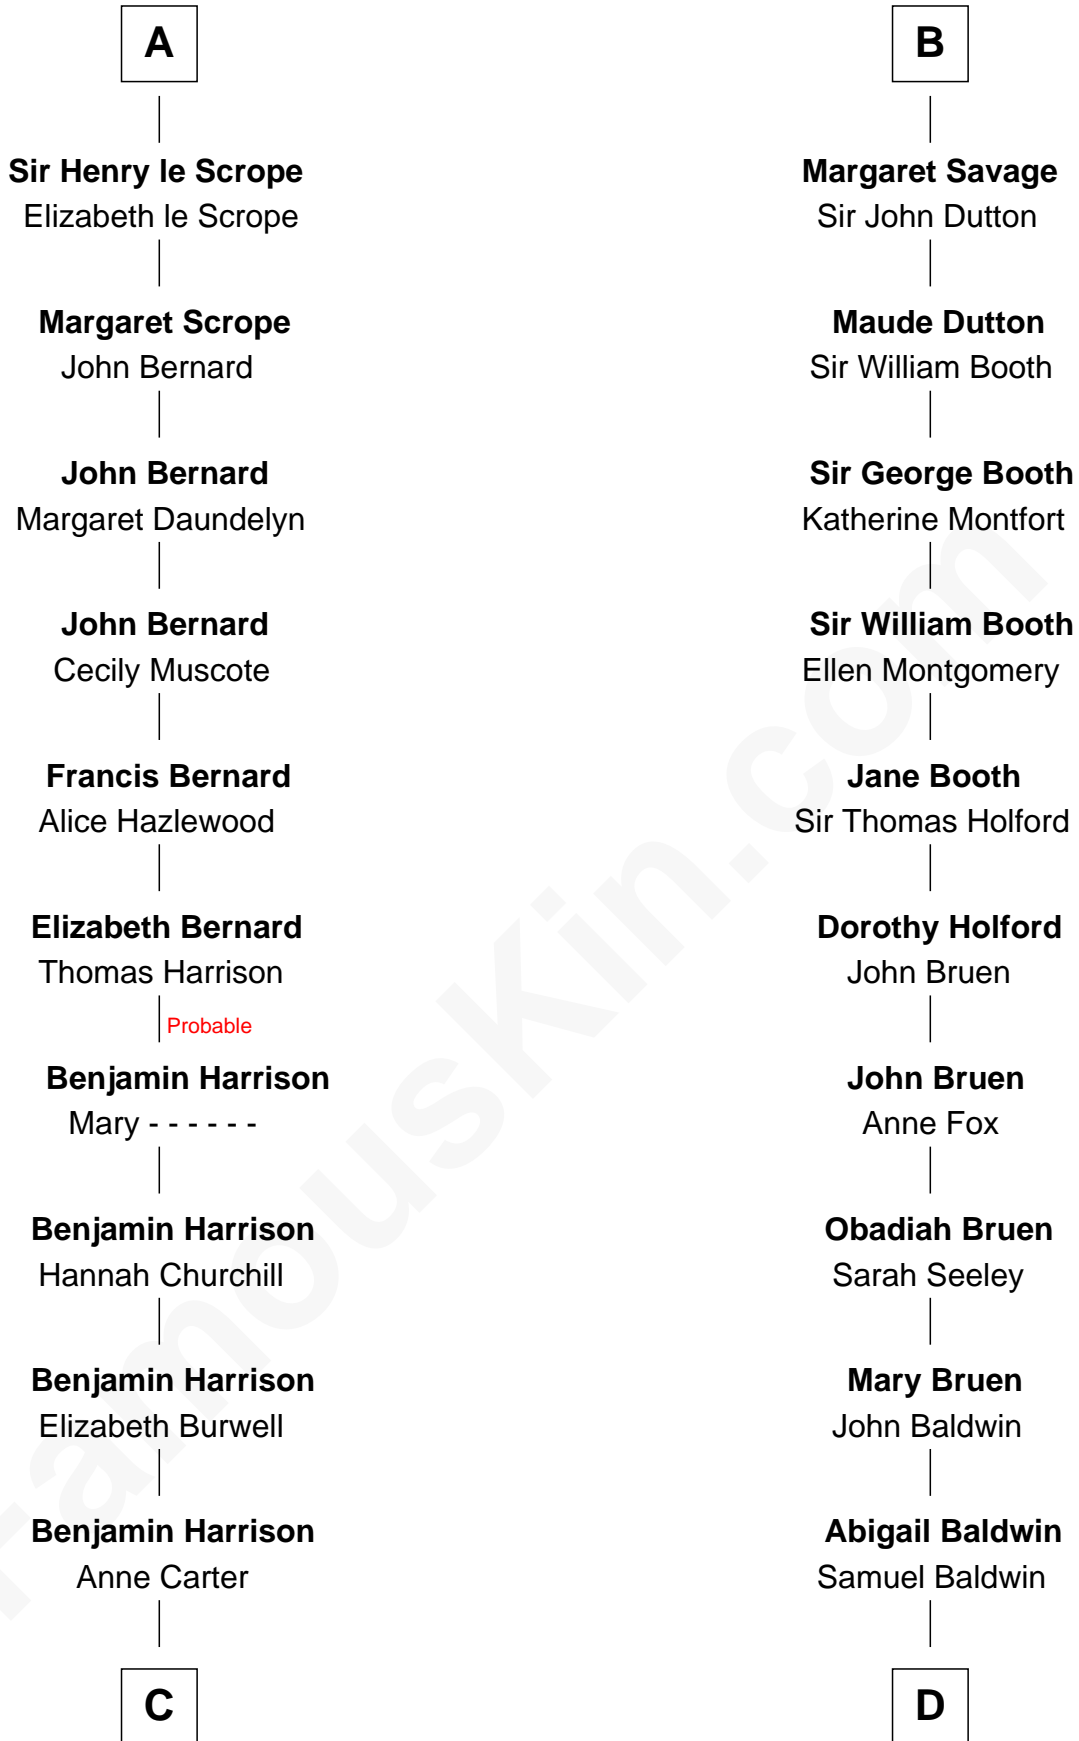 A
Sir Henry le Scrope
Elizabeth le Scrope
Margaret Scrope
John Bernard
John Bernard
Margaret Daundelyn
John Bernard
Cecily Muscote
Francis Bernard
Alice Hazlewood
Elizabeth Bernard
Thomas Harrison
Probable
Benjamin Harrison
Mary - - - - - -
Benjamin Harrison
Hannah Churchill
Benjamin Harrison
Elizabeth Burwell
Benjamin Harrison
Anne Carter
C
B
Margaret Savage
Sir John Dutton
Maude Dutton
Sir William Booth
Sir George Booth
Katherine Montfort
Sir William Booth
Ellen Montgomery
Jane Booth
Sir Thomas Holford
Dorothy Holford
John Bruen
John Bruen
Anne Fox
Obadiah Bruen
Sarah Seeley
Mary Bruen
John Baldwin
Abigail Baldwin
Samuel Baldwin
D
FamousKin.com